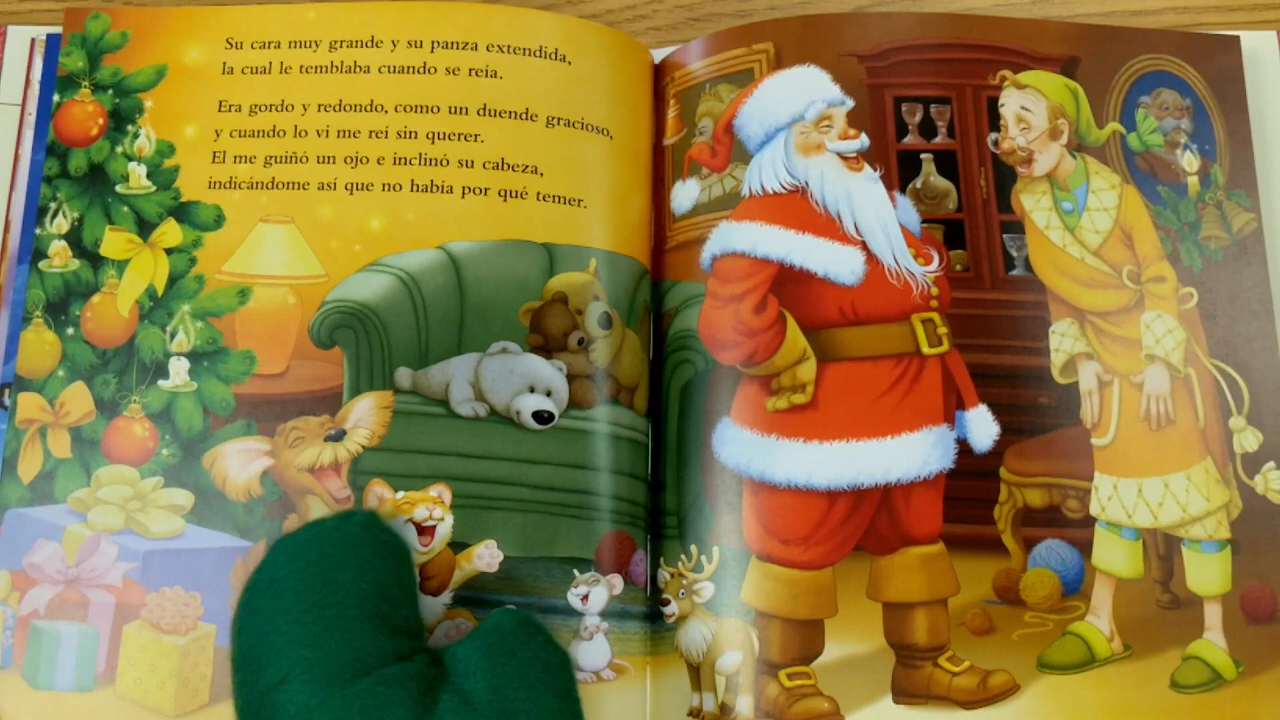 Su cara muy grande y su panza extendida,
la cual le temblaba cuando se reía.
Era gordo y redondo, como un duende gracioso,
y cuando lo vi me reí sin querer.
El me guiñó un ojo e inclinó su cabeza,
indicándome así que no había por qué temer.